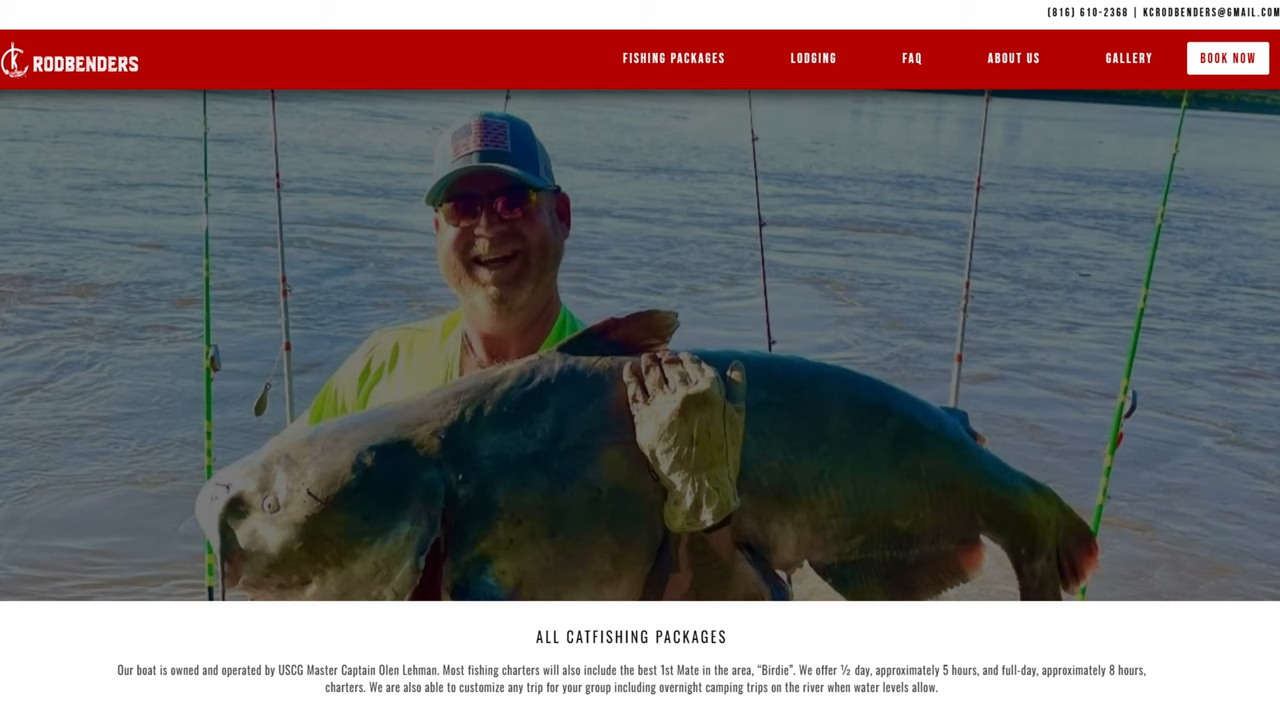 (816) 610-2368 | KCRODBENDERS@GMAIL.COM
KC RODBENDERS
FISHING PACKAGES
LODGING
FAQ
ABOUT US
GALLERY
BOOK NOW
ALL CATFISHING PACKAGES
Our boat is owned and operated by USCG Master Captain Olen Lehman. Most fishing charters will also include the best 1st Mate in the area, “Birdie”. We offer ½ day, approximately 5 hours, and full-day, approximately 8 hours,
charters. We are also able to customize any trip for your group including overnight camping trips on the river when water levels allow.